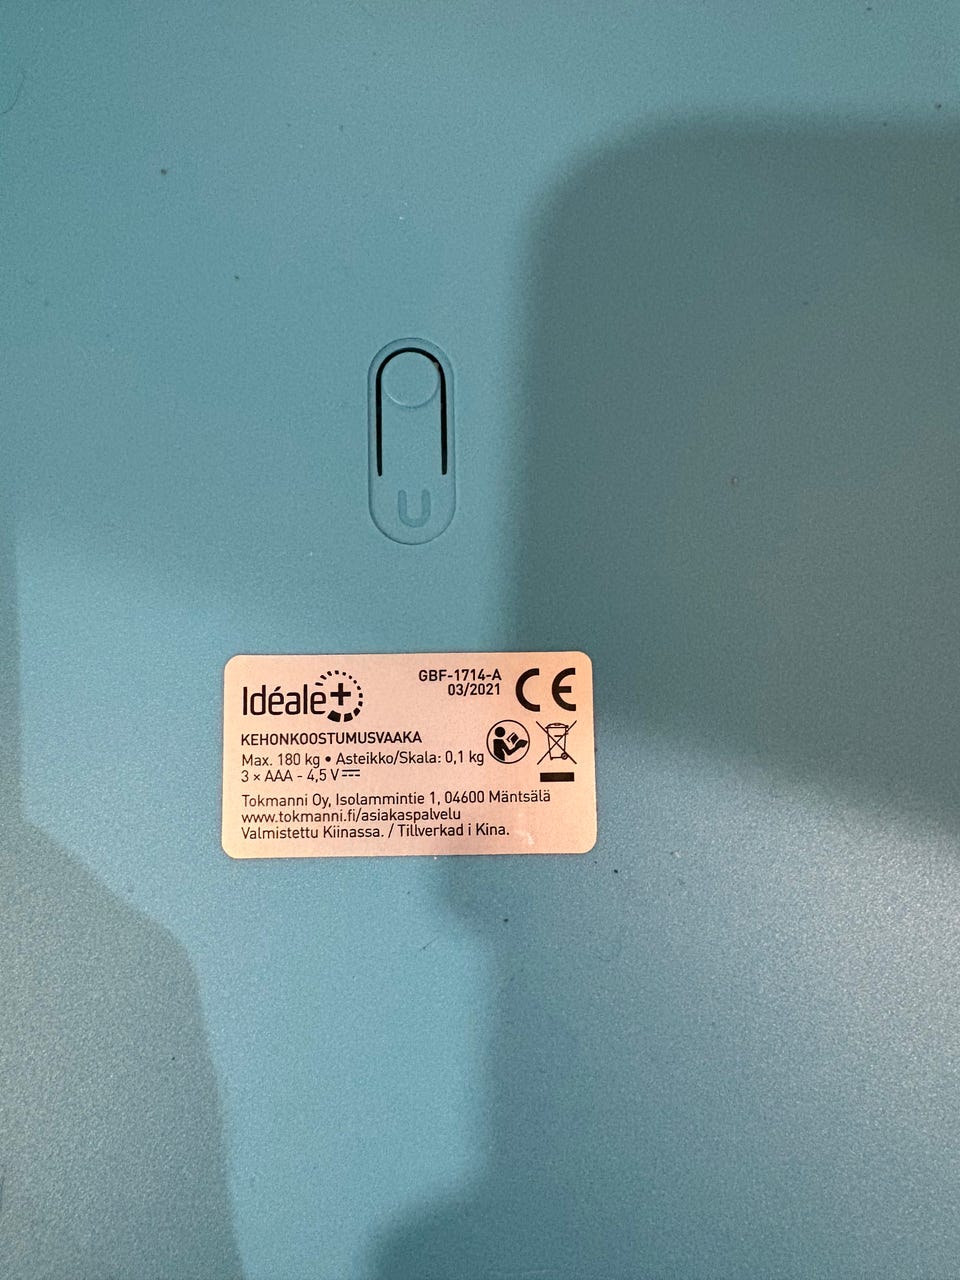 U
Idéale+
GBF-1714-A
03/2021
CE
KEHONKOOSTUMUSVAAKA
Max. 180 kg • Asteikko/Skala: 0,1 kg
3 × AAA - 4,5 V ⎓
Tokmanni Oy, Isolammintie 1, 04600 Mäntsälä
www.tokmanni.fi/asiakaspalvelu
Valmistettu Kiinassa. / Tillverkad i Kina.